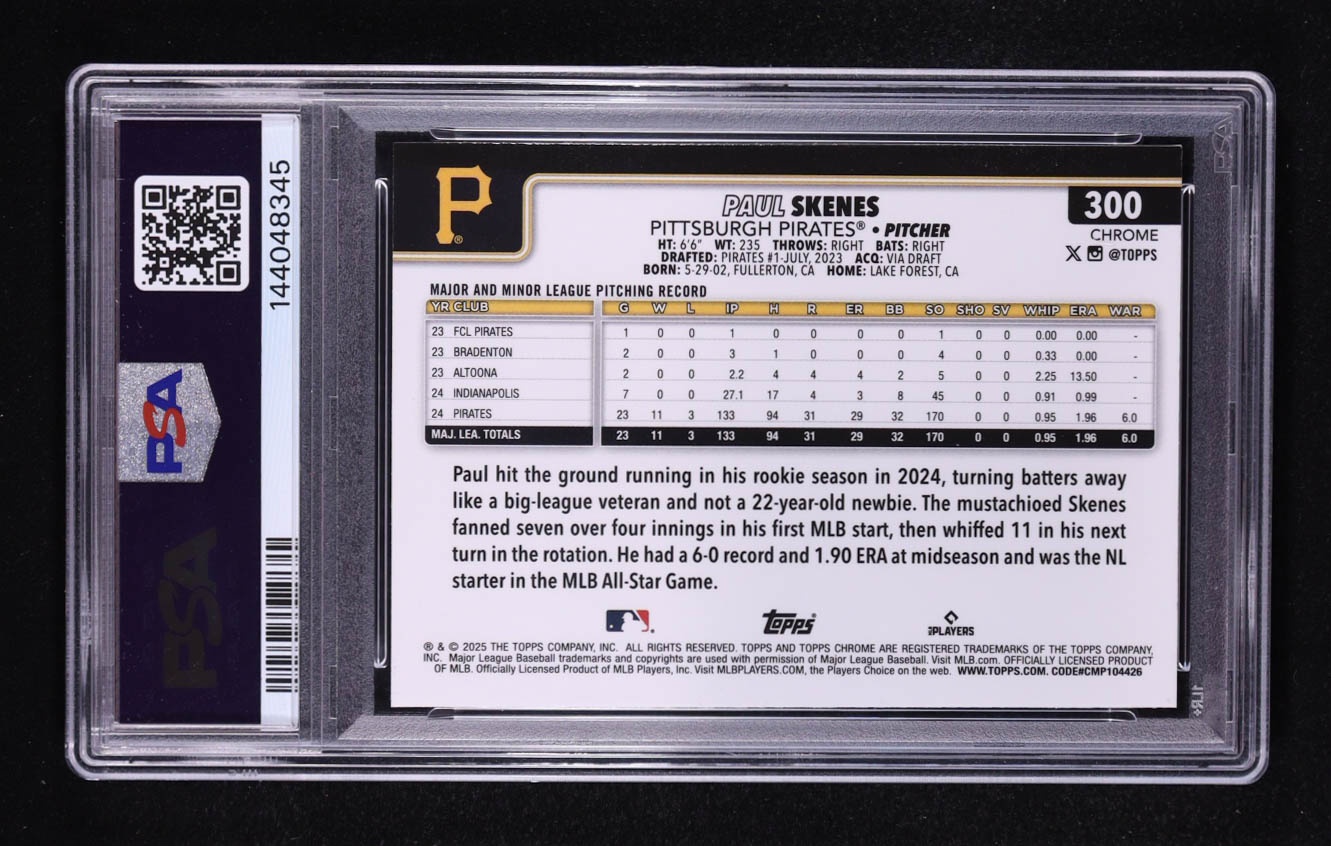 144048345
PSA
PSA
PSA
P®
PAUL SKENES
PITTSBURGH PIRATES® • PITCHER
HT: 6'6" WT: 235 THROWS: RIGHT BATS: RIGHT
DRAFTED: PIRATES #1-JULY, 2023 ACQ: VIA DRAFT
BORN: 5-29-02, FULLERTON, CA HOME: LAKE FOREST, CA
300
CHROME
X @TOPPS
MAJOR AND MINOR LEAGUE PITCHING RECORD
YR CLUB G W L IP H R ER BB SO SHO SV WHIP ERA WAR
23 FCL PIRATES 1 0 0 1 0 0 0 0 1 0 0 0.00 0.00 -
23 BRADENTON 2 0 0 3 1 0 0 0 4 0 0 0.33 0.00 -
23 ALTOONA 2 0 0 2.2 4 4 4 2 5 0 0 2.25 13.50 -
24 INDIANAPOLIS 7 0 0 27.1 17 4 3 8 45 0 0 0.91 0.99 -
24 PIRATES 23 11 3 133 94 31 29 32 170 0 0 0.95 1.96 6.0
MAJ. LEA. TOTALS 23 11 3 133 94 31 29 32 170 0 0 0.95 1.96 6.0
Paul hit the ground running in his rookie season in 2024, turning batters away
like a big-league veteran and not a 22-year-old newbie. The mustachioed Skenes
fanned seven over four innings in his first MLB start, then whiffed 11 in his next
turn in the rotation. He had a 6-0 record and 1.90 ERA at midseason and was the NL
starter in the MLB All-Star Game.
Topps®
MLBPLAYERS
® & © 2025 THE TOPPS COMPANY, INC. ALL RIGHTS RESERVED. TOPPS AND TOPPS CHROME ARE REGISTERED TRADEMARKS OF THE TOPPS COMPANY,
INC. Major League Baseball trademarks and copyrights are used with permission of Major League Baseball. Visit MLB.com. OFFICIALLY LICENSED PRODUCT
OF MLB. Officially Licensed Product of MLB Players, Inc. Visit MLBPLAYERS.COM, the Players Choice on the web. WWW.TOPPS.COM. CODE#CMP104426